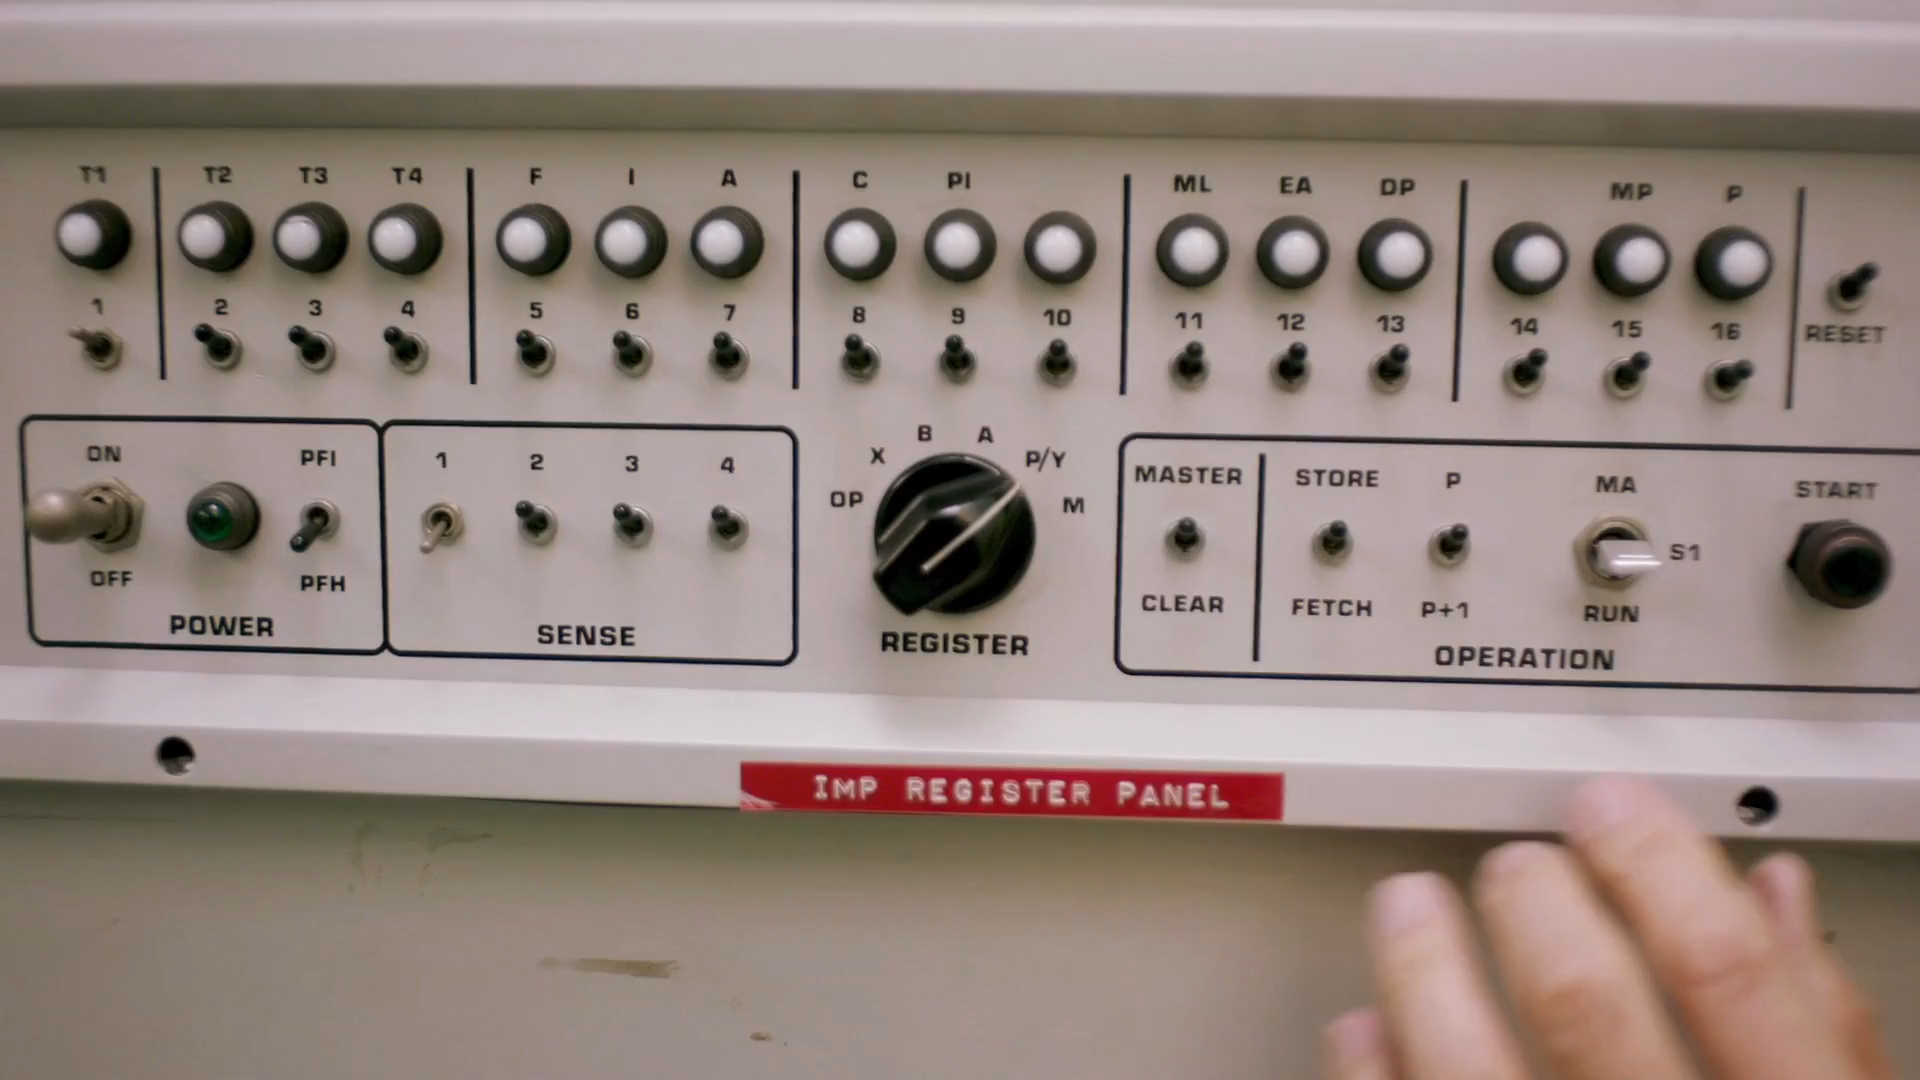 T1 T2 T3 T4 F I A C PI ML EA DP MP P
1 2 3 4 5 6 7 8 9 10 11 12 13 14 15 16
RESET
ON PFI
OFF PFH
POWER
1 2 3 4
SENSE
OP X B A P/Y M
REGISTER
MASTER STORE P MA START
S1
CLEAR FETCH P+1 RUN
OPERATION
IMP REGISTER PANEL